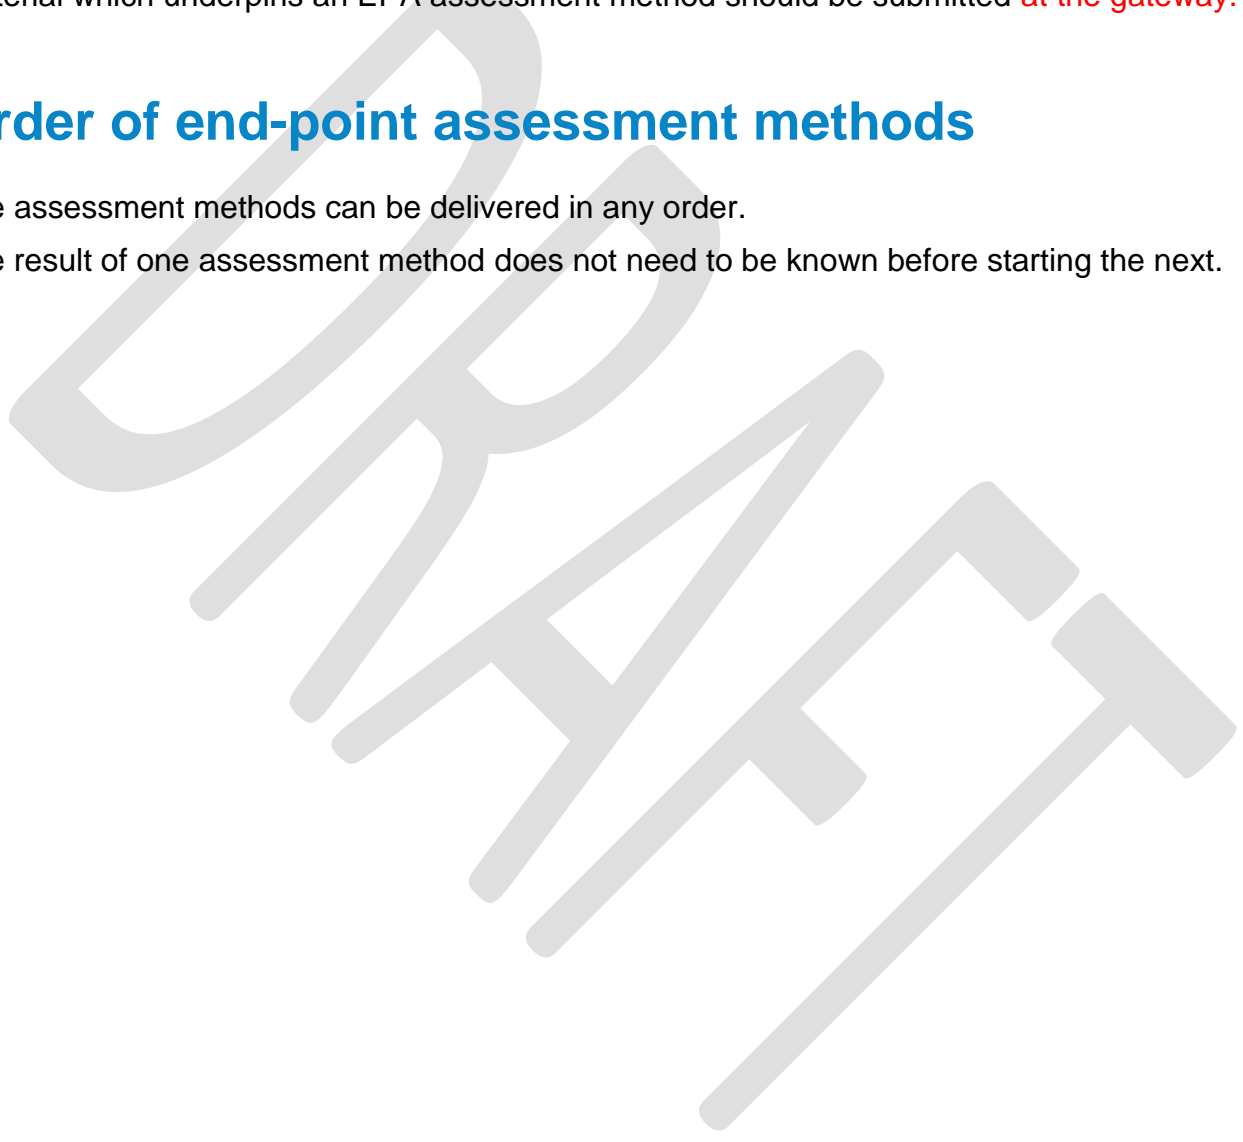 terial which underpins an EPA assessment method should be submitted at the gateway.
rder of end-point assessment methods
e assessment methods can be delivered in any order.
e result of one assessment method does not need to be known before starting the next.
DRAFT